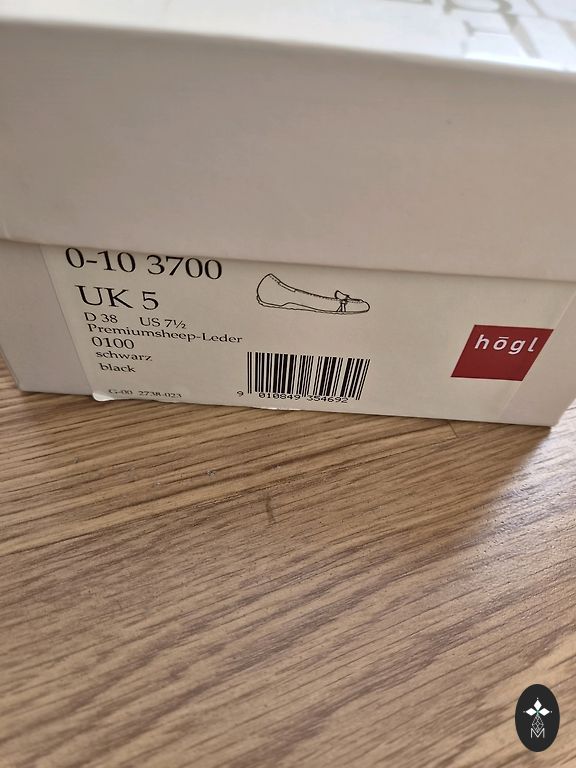 0-10 3700
UK 5
D 38 US 7½
Premiumsheep-Leder
0100
schwarz
black
G-00 2738-023
9 010849 354692
högl